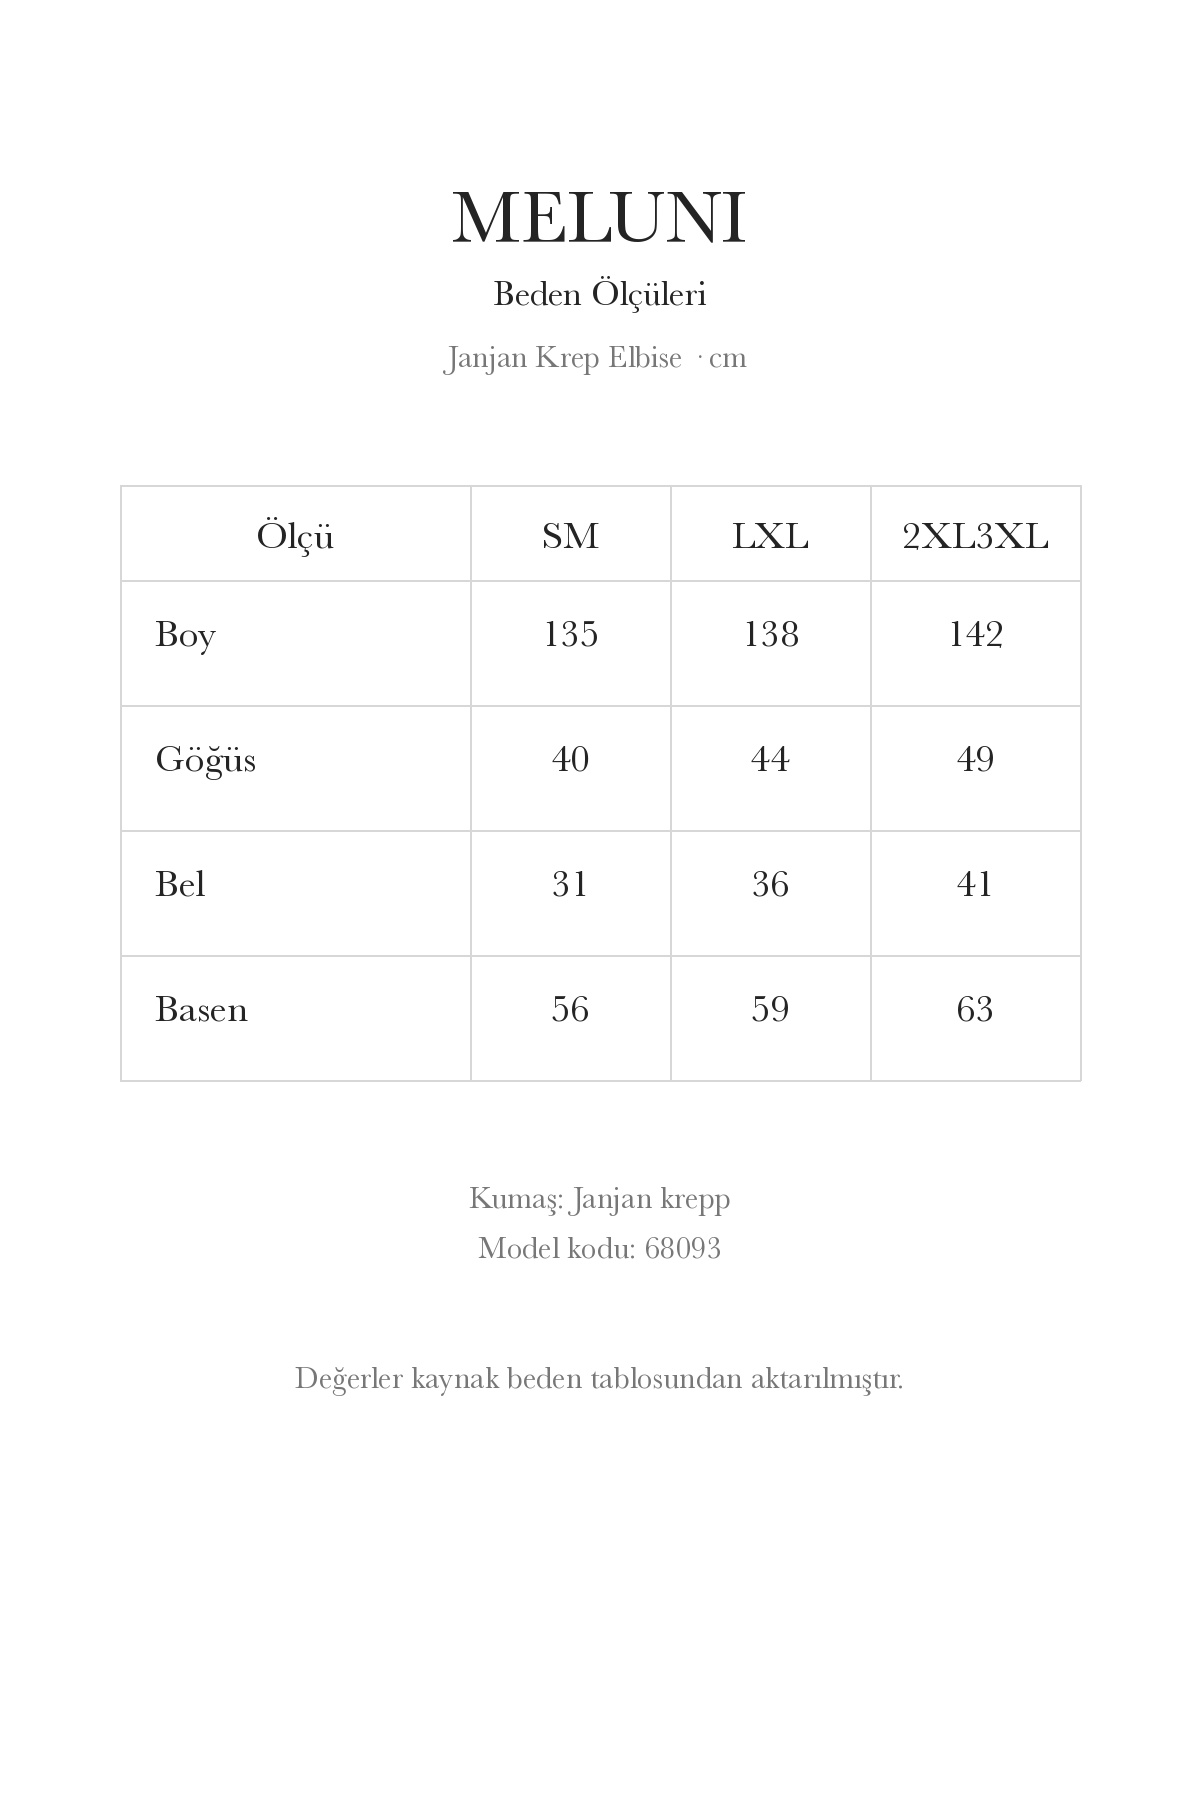 MELUNI
Beden Ölçüleri
Janjan Krep Elbise · cm
Ölçü SM LXL 2XL3XL
Boy 135 138 142
Göğüs 40 44 49
Bel 31 36 41
Basen 56 59 63
Kumaş: Janjan krepp
Model kodu: 68093
Değerler kaynak beden tablosundan aktarılmıştır.